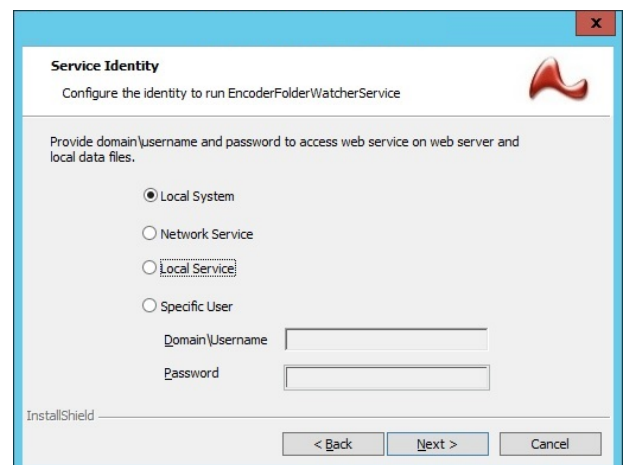 x
Service Identity
Configure the identity to run EncoderFolderWatcherService
Provide domain\username and password to access web service on web server and
local data files.
Local System
Network Service
Local Service
Specific User
Domain\Username
Password
InstallShield
< Back
Next >
Cancel